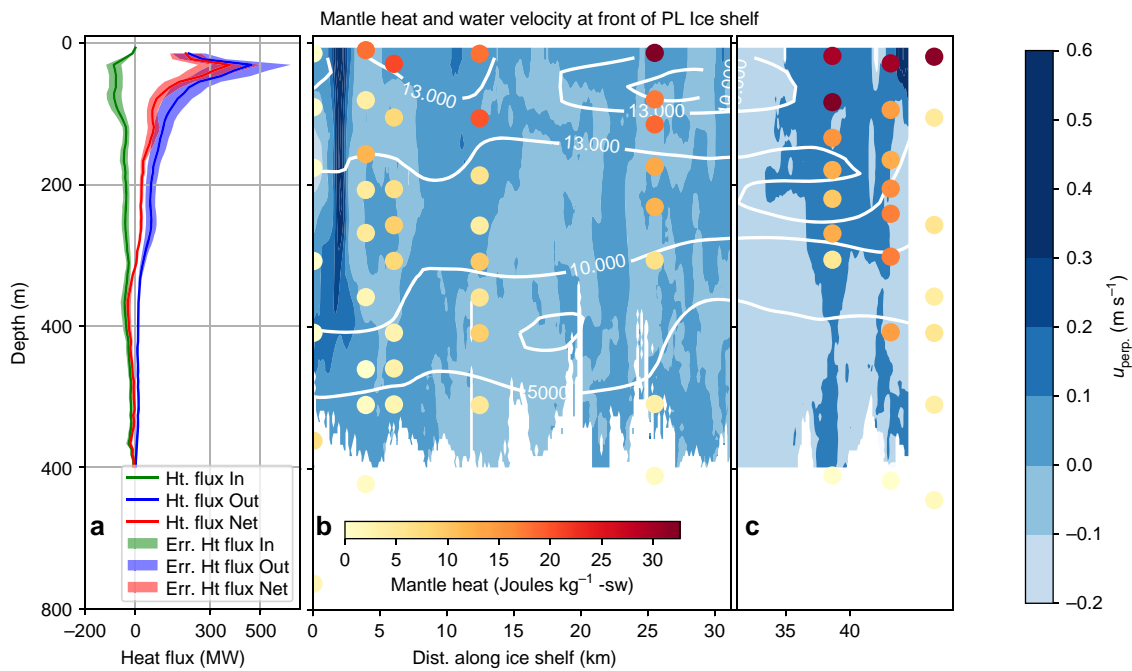 Mantle heat and water velocity at front of PL Ice shelf
0
200
400
400
800
Depth (m)
–200
0
300
500
Heat flux (MW)
a
Ht. flux In
Ht. flux Out
Ht. flux Net
Err. Ht flux In
Err. Ht flux Out
Err. Ht flux Net
b
13.000
13.000
13.000
10.000
10.000
5000
0
5
10
15
20
25
30
Mantle heat (Joules kg⁻¹ -sw)
0
5
10
15
20
25
30
Dist. along ice shelf (km)
c
35
40
0.6
0.5
0.4
0.3
0.2
0.1
0.0
–0.1
–0.2
u perp. (m s⁻¹)